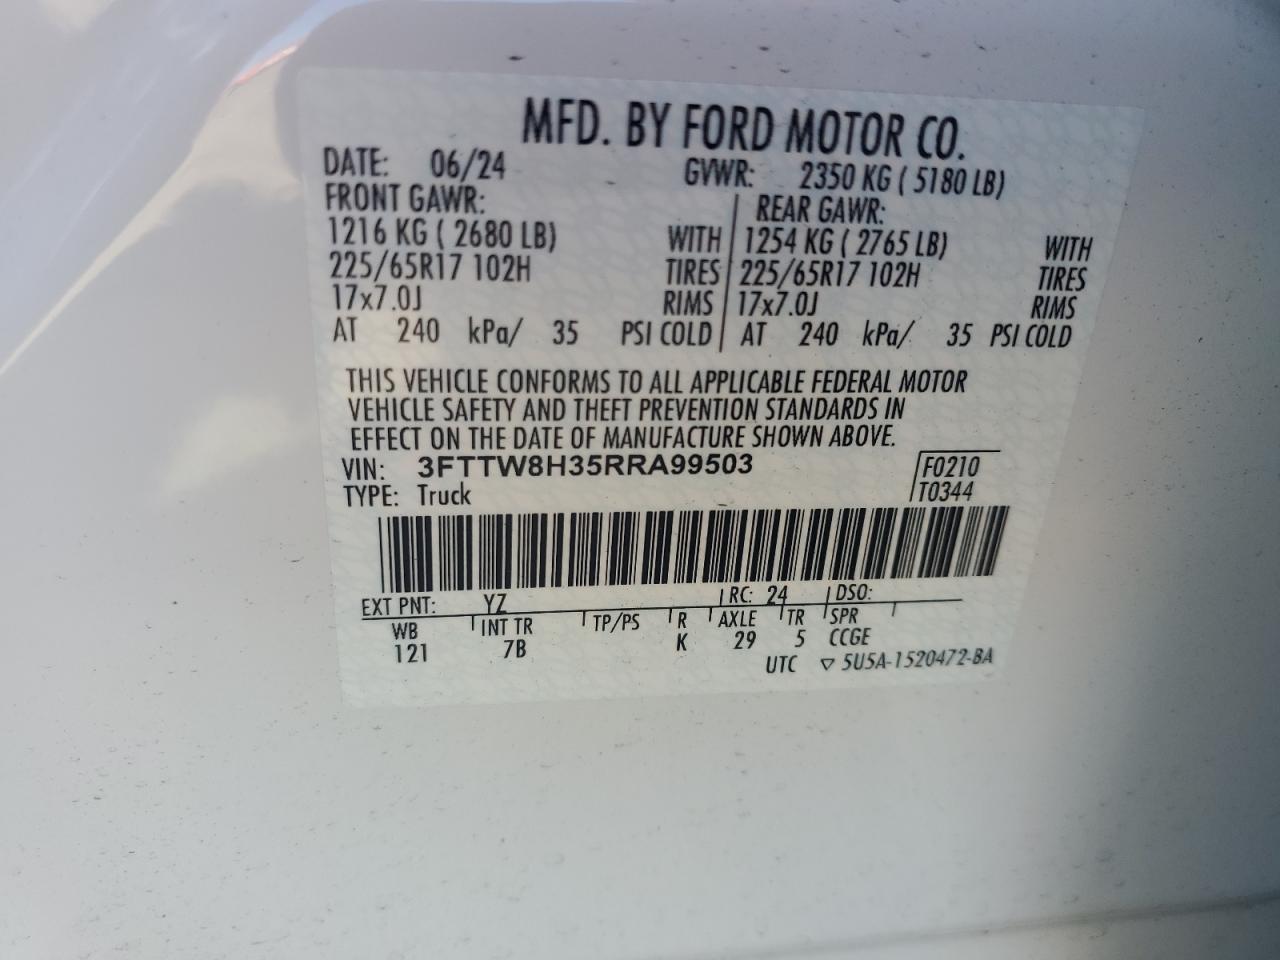 MFD. BY FORD MOTOR CO.
DATE: 06/24 GVWR: 2350 KG ( 5180 LB)
FRONT GAWR: REAR GAWR:
1216 KG ( 2680 LB) WITH 1254 KG ( 2765 LB) WITH
225/65R17 102H TIRES 225/65R17 102H TIRES
17x7.0J RIMS 17x7.0J RIMS
AT 240 kPa/ 35 PSI COLD AT 240 kPa/ 35 PSI COLD
THIS VEHICLE CONFORMS TO ALL APPLICABLE FEDERAL MOTOR
VEHICLE SAFETY AND THEFT PREVENTION STANDARDS IN
EFFECT ON THE DATE OF MANUFACTURE SHOWN ABOVE.
VIN: 3FTTW8H35RRA99503 F0210
TYPE: Truck T0344
EXT PNT: YZ RC: 24 DSO:
WB INT TR TP/PS R AXLE TR SPR
121 7B K 29 5 CCGE
UTC ▽ 5U5A-1520472-BA